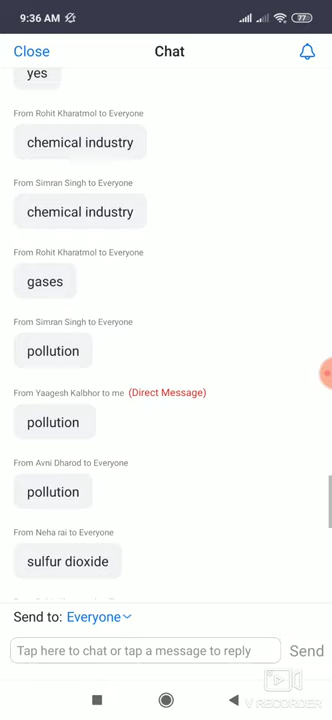 9:36 AM
77
Close
Chat
yes
From Rohit Kharatmol to Everyone
chemical industry
From Simran Singh to Everyone
chemical industry
From Rohit Kharatmol to Everyone
gases
From Simran Singh to Everyone
pollution
From Yaagesh Kalbhor to me (Direct Message)
pollution
From Avni Dharod to Everyone
pollution
From Neha rai to Everyone
sulfur dioxide
Send to: Everyone
Tap here to chat or tap a message to reply
Send
V RECORDER